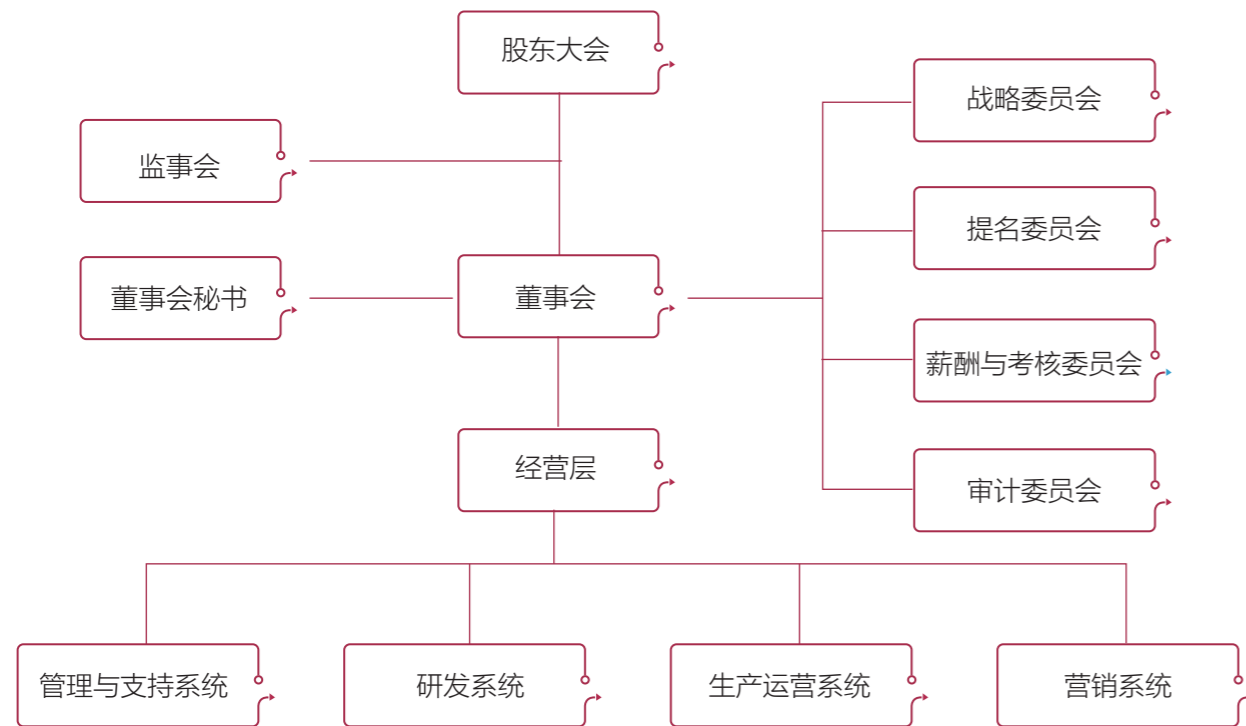 股东大会
战略委员会
监事会
提名委员会
董事会秘书
董事会
薪酬与考核委员会
经营层
审计委员会
管理与支持系统
研发系统
生产运营系统
营销系统